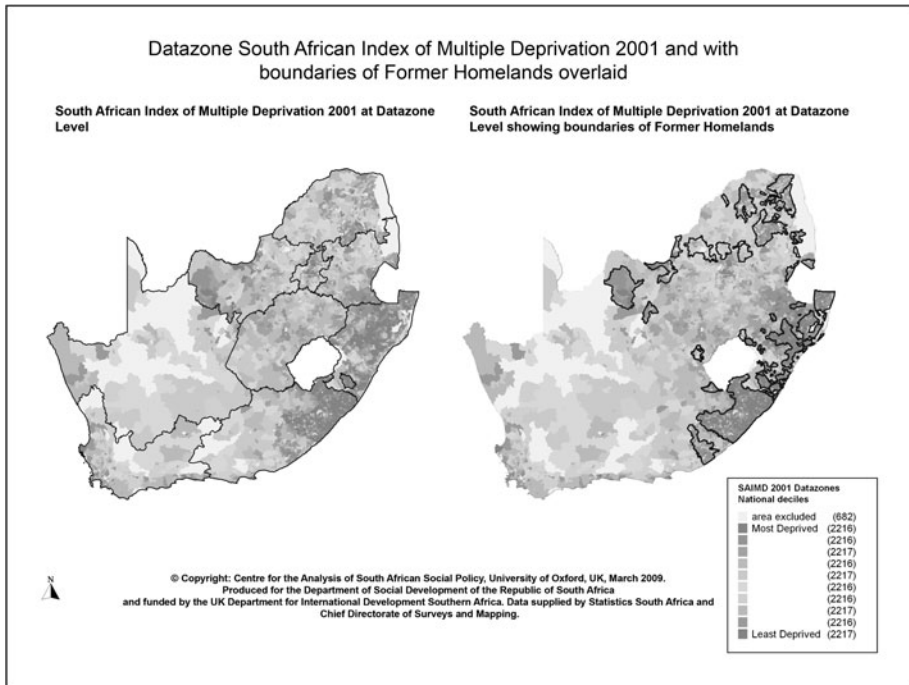 Datazone South African Index of Multiple Deprivation 2001 and with
boundaries of Former Homelands overlaid
South African Index of Multiple Deprivation 2001 at Datazone
Level
South African Index of Multiple Deprivation 2001 at Datazone
Level showing boundaries of Former Homelands
SAIMD 2001 Datazones
National deciles
area excluded (682)
Most Deprived (2216)
(2216)
(2217)
(2216)
(2217)
(2216)
(2216)
(2217)
(2216)
Least Deprived (2217)
N
© Copyright: Centre for the Analysis of South African Social Policy, University of Oxford, UK, March 2009.
Produced for the Department of Social Development of the Republic of South Africa
and funded by the UK Department for International Development Southern Africa. Data supplied by Statistics South Africa and
Chief Directorate of Surveys and Mapping.